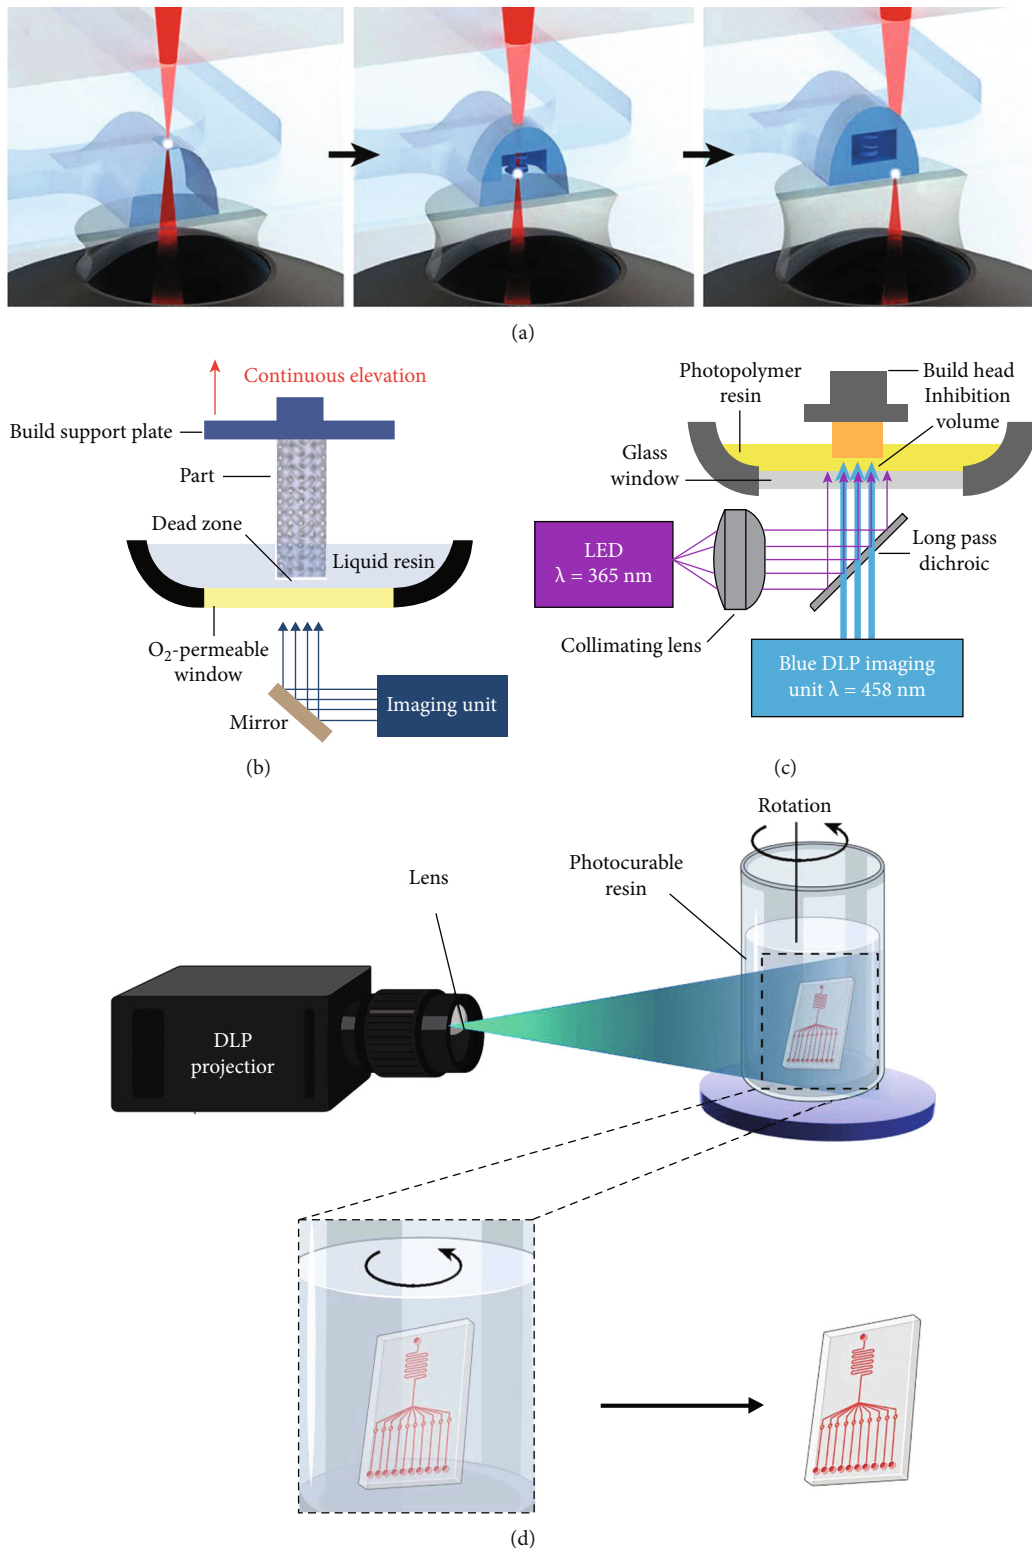 (a)
Continuous elevation
Build support plate
Part
Dead zone
Liquid resin
O₂-permeable
window
Mirror
Imaging unit
(b)
Build head
Photopolymer
resin
Inhibition
volume
Glass
window
LED
λ = 365 nm
Long pass
dichroic
Collimating lens
Blue DLP imaging
unit λ = 458 nm
(c)
Rotation
Photocurable
resin
Lens
DLP
projectior
(d)